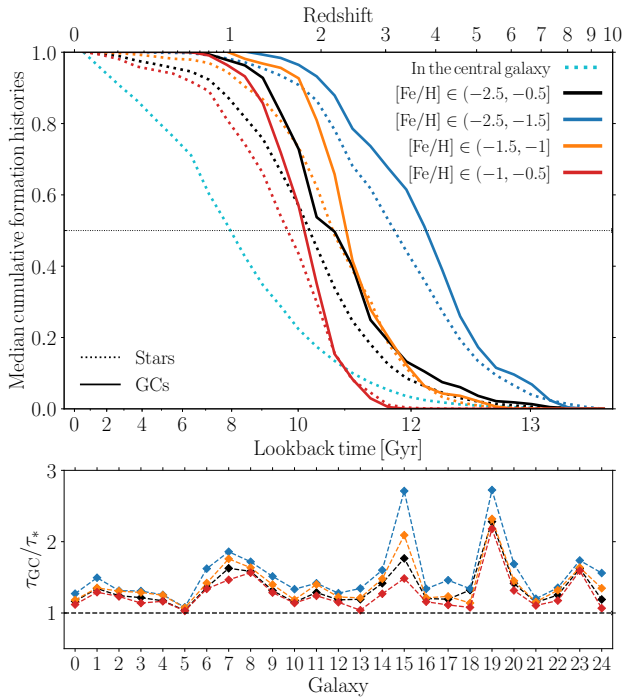 Redshift
0 1 2 3 4 5 6 7 8 9 10
1.0
0.8
0.6
0.4
0.2
0.0
Median cumulative formation histories
In the central galaxy
[Fe/H] ∈ (−2.5, −0.5)
[Fe/H] ∈ (−2.5, −1.5)
[Fe/H] ∈ (−1.5, −1)
[Fe/H] ∈ (−1, −0.5)
Stars
GCs
0 2 4 6 8 10 12 13
Lookback time [Gyr]
3
2
1
τGC/τ*
0 1 2 3 4 5 6 7 8 9 10 11 12 13 14 15 16 17 18 19 20 21 22 23 24
Galaxy